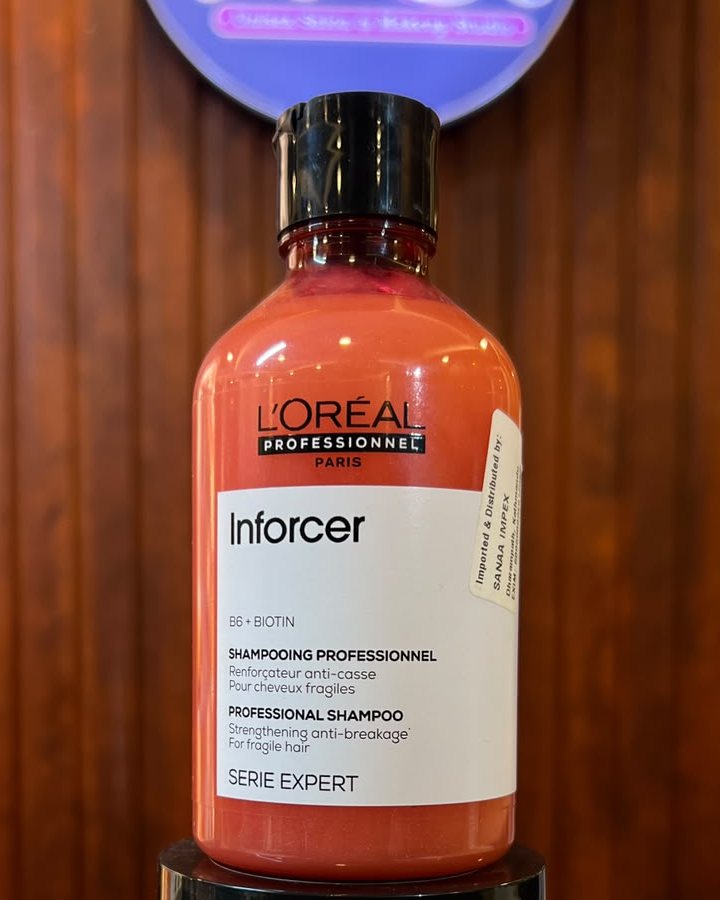 L'ORÉAL
PROFESSIONNEL
PARIS
Inforcer
B6 + BIOTIN
SHAMPOOING PROFESSIONNEL
Renforçateur anti-casse
Pour cheveux fragiles
PROFESSIONAL SHAMPOO
Strengthening anti-breakage*
For fragile hair
SERIE EXPERT
Imported & Distributed by:
SANAA IMPEX